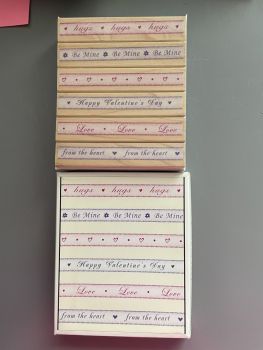 ♥ hugs ♥ hugs ♥ hugs ♥
✽ Be Mine ✽ Be Mine ✽ Be Mine
♥ Happy Valentine's Day ♥
♥ Love • Love • Love
from the heart ♥ from the heart ♥
♥ hugs ♥ hugs ♥ hugs
✽ Be Mine ✽ Be Mine ✽ Be Mine
♥ Happy Valentine's Day ♥
Love • Love • Love
from the heart ♥ from the heart ♥